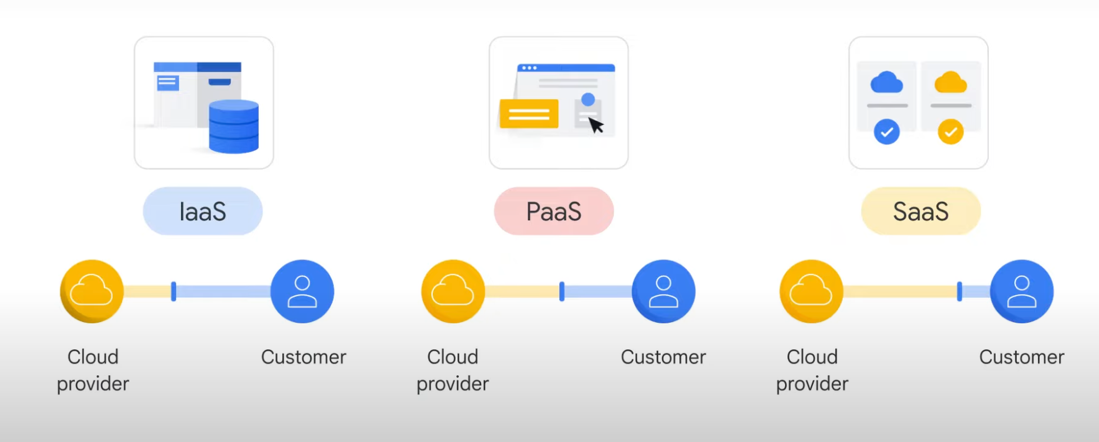 IaaS
PaaS
SaaS
Cloud
provider
Customer
Cloud
provider
Customer
Cloud
provider
Customer